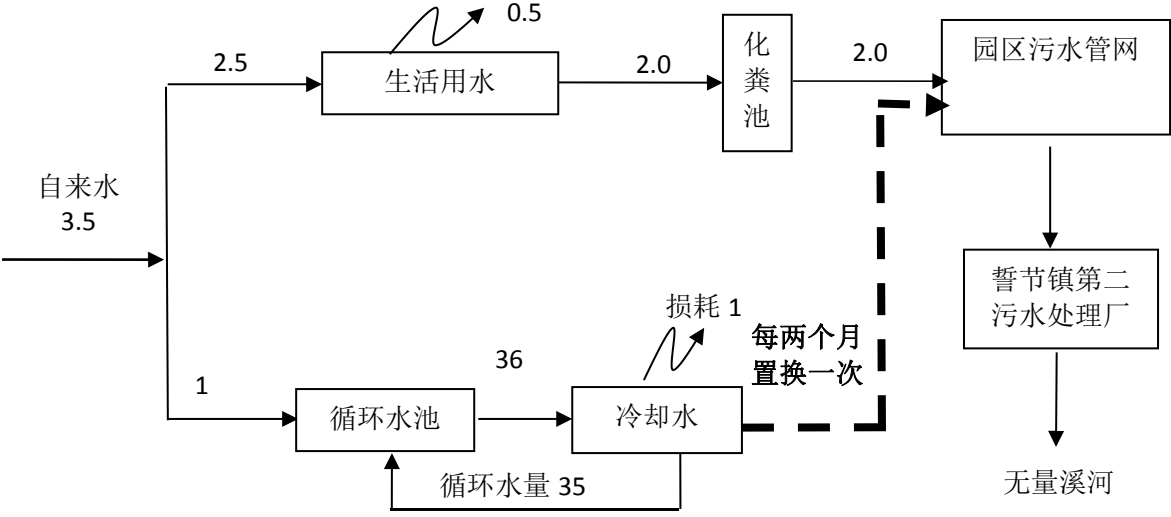 0.5
2.5
生活用水
2.0
化
粪
池
2.0
园区污水管网
自来水
3.5
誓节镇第二
污水处理厂
损耗 1
每两个月
置换一次
1
36
循环水池
冷却水
循环水量 35
无量溪河